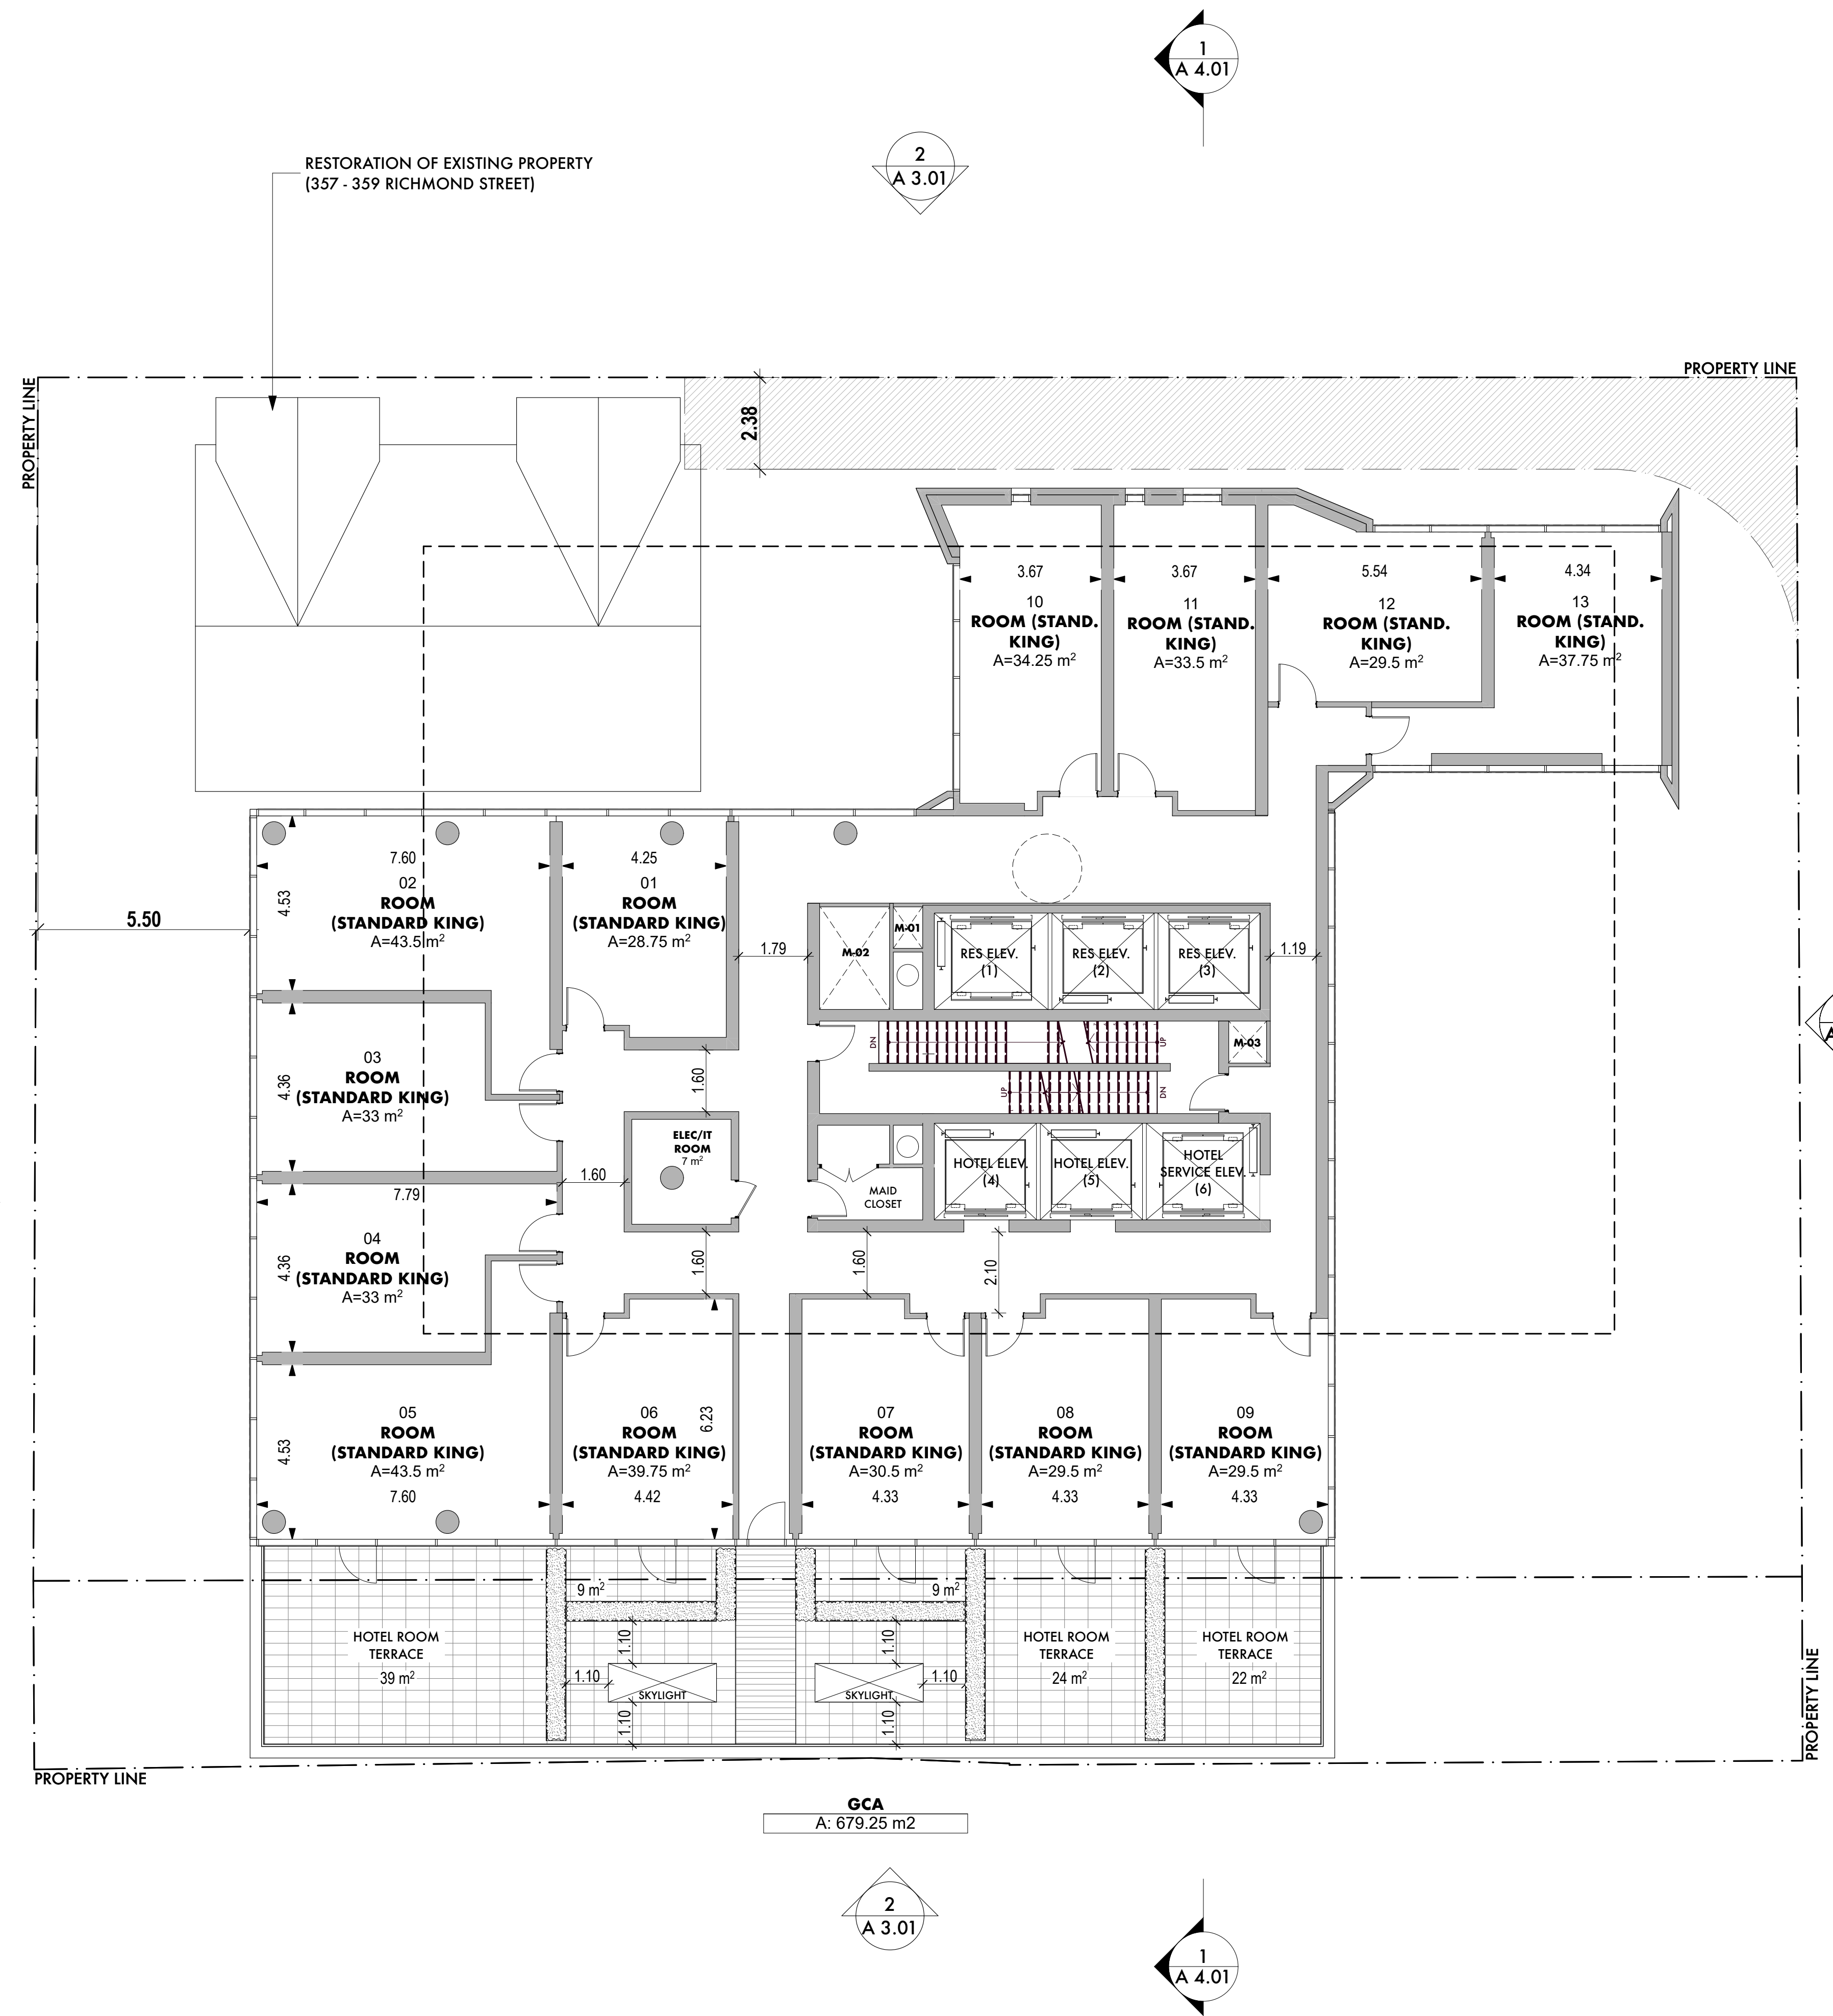 1
A 4.01
2
A 3.01
RESTORATION OF EXISTING PROPERTY
(357 - 359 RICHMOND STREET)
PROPERTY LINE
PROPERTY LINE
2.38
3.67
10
ROOM (STAND.
KING)
A=34.25 m²
3.67
11
ROOM (STAND.
KING)
A=33.5 m²
5.54
12
ROOM (STAND.
KING)
A=29.5 m²
4.34
13
ROOM (STAND.
KING)
A=37.75 m²
5.50
7.60
4.53
02
ROOM
(STANDARD KING)
A=43.5 m²
4.25
01
ROOM
(STANDARD KING)
A=28.75 m²
1.79
M-02
M-01
RES ELEV.
(1)
RES ELEV.
(2)
RES ELEV.
(3)
1.19
DN
UP
M-03
UP
DN
4.36
03
ROOM
(STANDARD KING)
A=33 m²
1.60
ELEC/IT
ROOM
7 m²
1.60
MAID
CLOSET
HOTEL ELEV.
(4)
HOTEL ELEV.
(5)
HOTEL
SERVICE ELEV.
(6)
7.79
4.36
04
ROOM
(STANDARD KING)
A=33 m²
1.60
1.60
2.10
4.53
05
ROOM
(STANDARD KING)
A=43.5 m²
7.60
06
ROOM
(STANDARD KING)
A=39.75 m²
4.42
6.23
07
ROOM
(STANDARD KING)
A=30.5 m²
4.33
08
ROOM
(STANDARD KING)
A=29.5 m²
4.33
09
ROOM
(STANDARD KING)
A=29.5 m²
4.33
9 m²
9 m²
HOTEL ROOM
TERRACE
39 m²
1.10
1.10
SKYLIGHT
1.10
1.10
1.10
SKYLIGHT
1.10
HOTEL ROOM
TERRACE
24 m²
HOTEL ROOM
TERRACE
22 m²
PROPERTY LINE
PROPERTY LINE
GCA
A: 679.25 m2
2
A 3.01
1
A 4.01